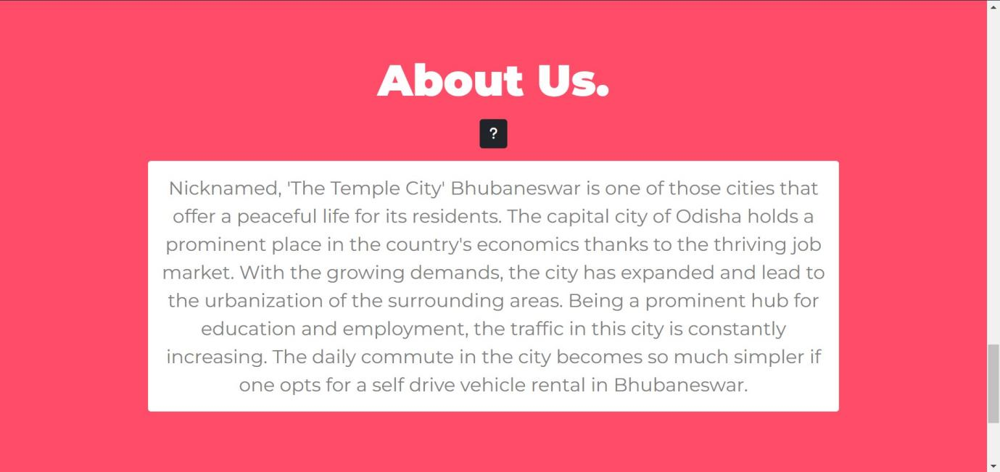 About Us.
?
Nicknamed, 'The Temple City' Bhubaneswar is one of those cities that
offer a peaceful life for its residents. The capital city of Odisha holds a
prominent place in the country's economics thanks to the thriving job
market. With the growing demands, the city has expanded and lead to
the urbanization of the surrounding areas. Being a prominent hub for
education and employment, the traffic in this city is constantly
increasing. The daily commute in the city becomes so much simpler if
one opts for a self drive vehicle rental in Bhubaneswar.